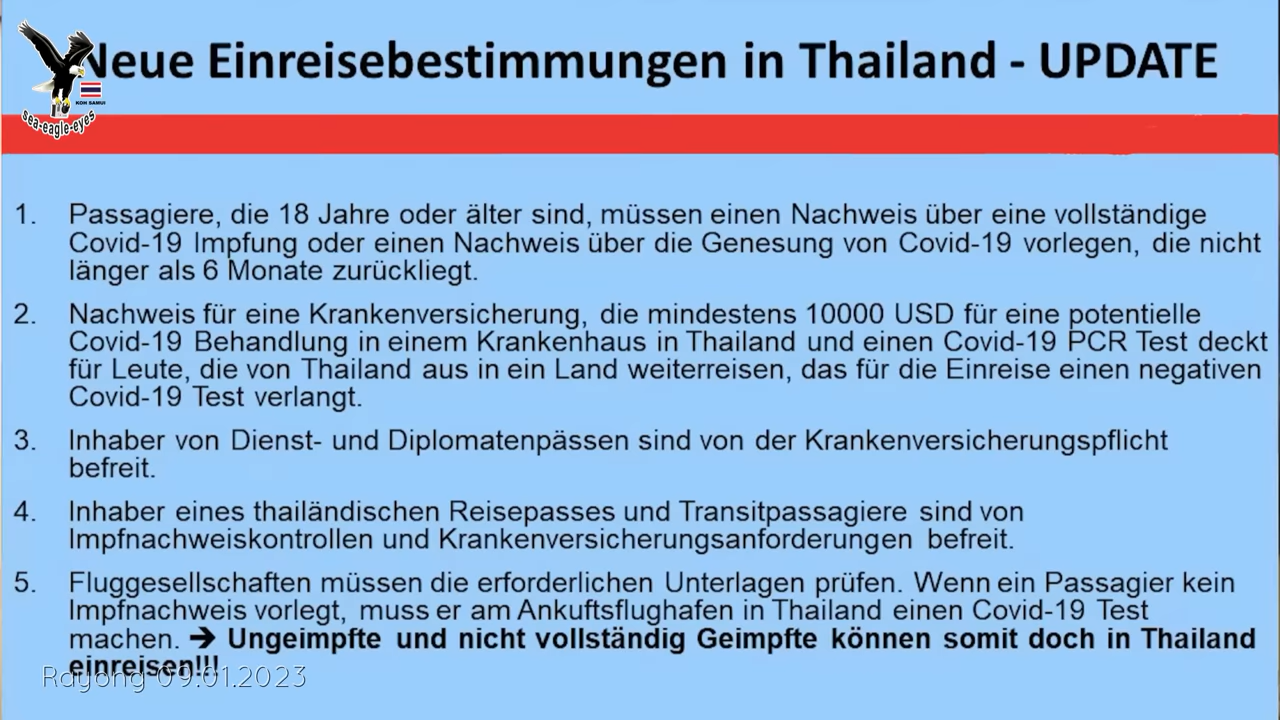 Neue Einreisebestimmungen in Thailand - UPDATE
KOH SAMUI
sea-eagle-eyes
1. Passagiere, die 18 Jahre oder älter sind, müssen einen Nachweis über eine vollständige
Covid-19 Impfung oder einen Nachweis über die Genesung von Covid-19 vorlegen, die nicht
länger als 6 Monate zurückliegt.
2. Nachweis für eine Krankenversicherung, die mindestens 10000 USD für eine potentielle
Covid-19 Behandlung in einem Krankenhaus in Thailand und einen Covid-19 PCR Test deckt
für Leute, die von Thailand aus in ein Land weiterreisen, das für die Einreise einen negativen
Covid-19 Test verlangt.
3. Inhaber von Dienst- und Diplomatenpässen sind von der Krankenversicherungspflicht
befreit.
4. Inhaber eines thailändischen Reisepasses und Transitpassagiere sind von
Impfnachweiskontrollen und Krankenversicherungsanforderungen befreit.
5. Fluggesellschaften müssen die erforderlichen Unterlagen prüfen. Wenn ein Passagier kein
Impfnachweis vorlegt, muss er am Ankuftsflughafen in Thailand einen Covid-19 Test
machen. ➔ Ungeimpfte und nicht vollständig Geimpfte können somit doch in Thailand
einreisen!!!
Rayong 09.01.2023